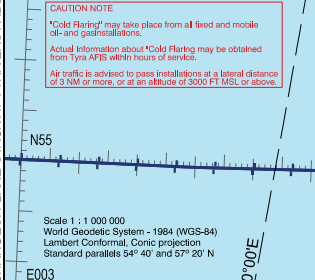 CAUTION NOTE
"Cold Flaring" may take place from all fixed and mobile
oil- and gasinstallations.
Actual Information about "Cold Flaring may be obtained
from Tyra AFIS within hours of service.
Air traffic is advised to pass installations at a lateral distance
of 3 NM or more, or at an altitude of 3000 FT MSL or above.
N55
Scale 1 : 1 000 000
World Geodetic System - 1984 (WGS-84)
Lambert Conformal, Conic projection
Standard parallels 54º 40' and 57º 20' N
0°00'E
E003